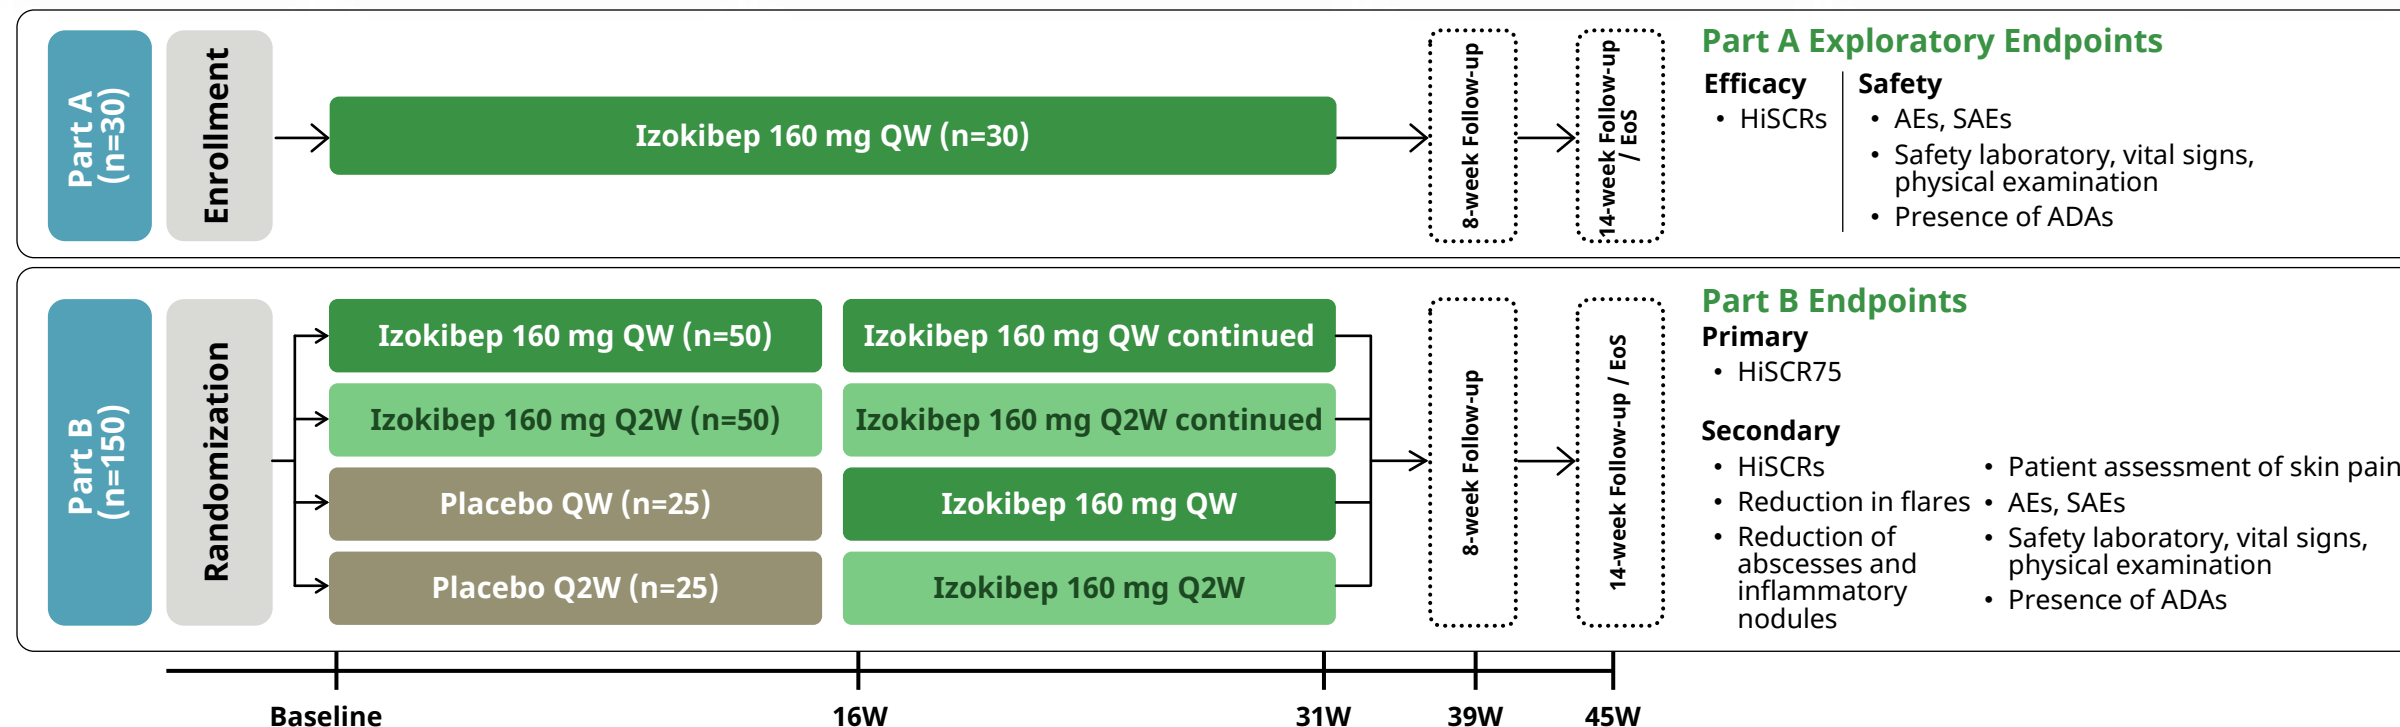 Part A
(n=30)
Enrollment
Izokibep 160 mg QW (n=30)
8-week Follow-up
14-week Follow-up
/ EoS
Part A Exploratory Endpoints
Efficacy
• HiSCRs
Safety
• AEs, SAEs
• Safety laboratory, vital signs,
physical examination
• Presence of ADAs
Part B
(n=150)
Randomization
Izokibep 160 mg QW (n=50)
Izokibep 160 mg QW continued
Izokibep 160 mg Q2W (n=50)
Izokibep 160 mg Q2W continued
Placebo QW (n=25)
Izokibep 160 mg QW
Placebo Q2W (n=25)
Izokibep 160 mg Q2W
8-week Follow-up
14-week Follow-up / EoS
Part B Endpoints
Primary
• HiSCR75
Secondary
• HiSCRs
• Reduction in flares
• Reduction of
abscesses and
inflammatory
nodules
• Patient assessment of skin pain
• AEs, SAEs
• Safety laboratory, vital signs,
physical examination
• Presence of ADAs
Baseline
16W
31W
39W
45W